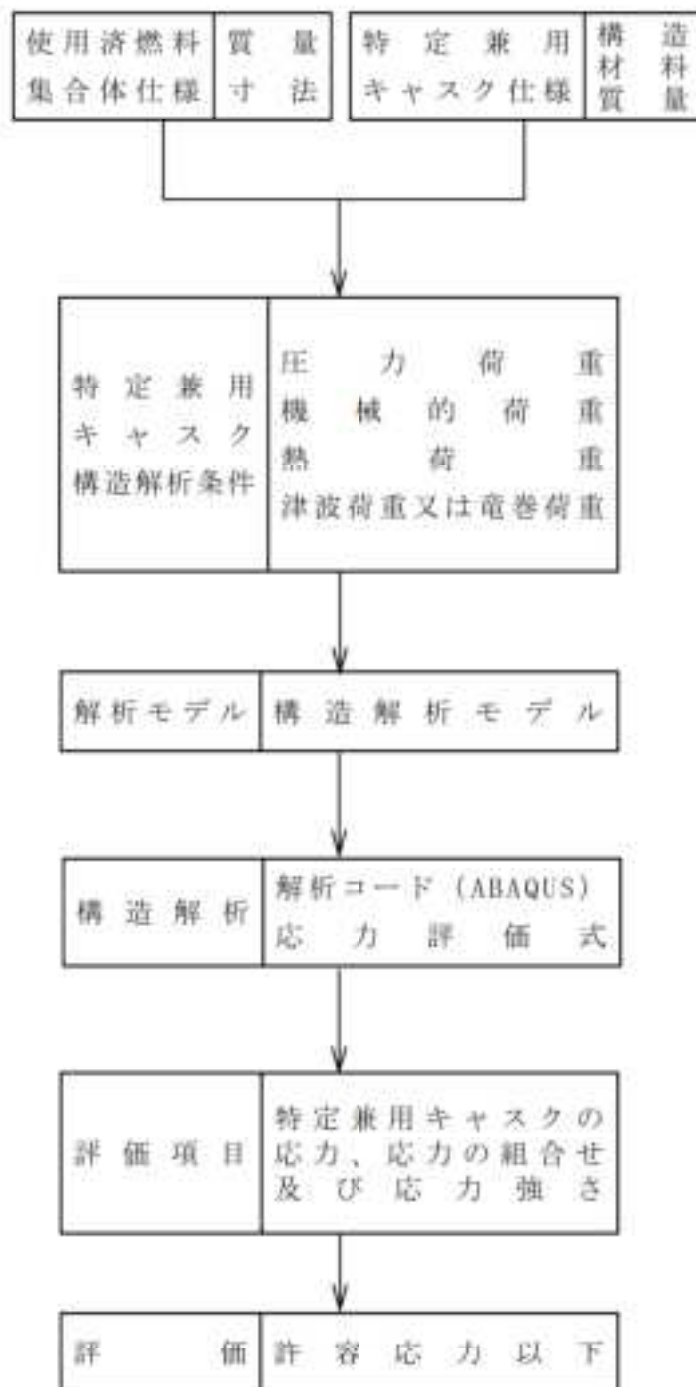 使用済燃料
集合体仕様
質量
寸法
特定兼用
キャスク仕様
構造
材料
質量
特定兼用
キャスク
構造解析条件
圧力荷重
機械的荷重
熱荷重
津波荷重又は竜巻荷重
解析モデル
構造解析モデル
構造解析
解析コード(ABAQUS)
応力評価式
評価項目
特定兼用キャスクの
応力、応力の組合せ
及び応力強さ
評価
許容応力以下